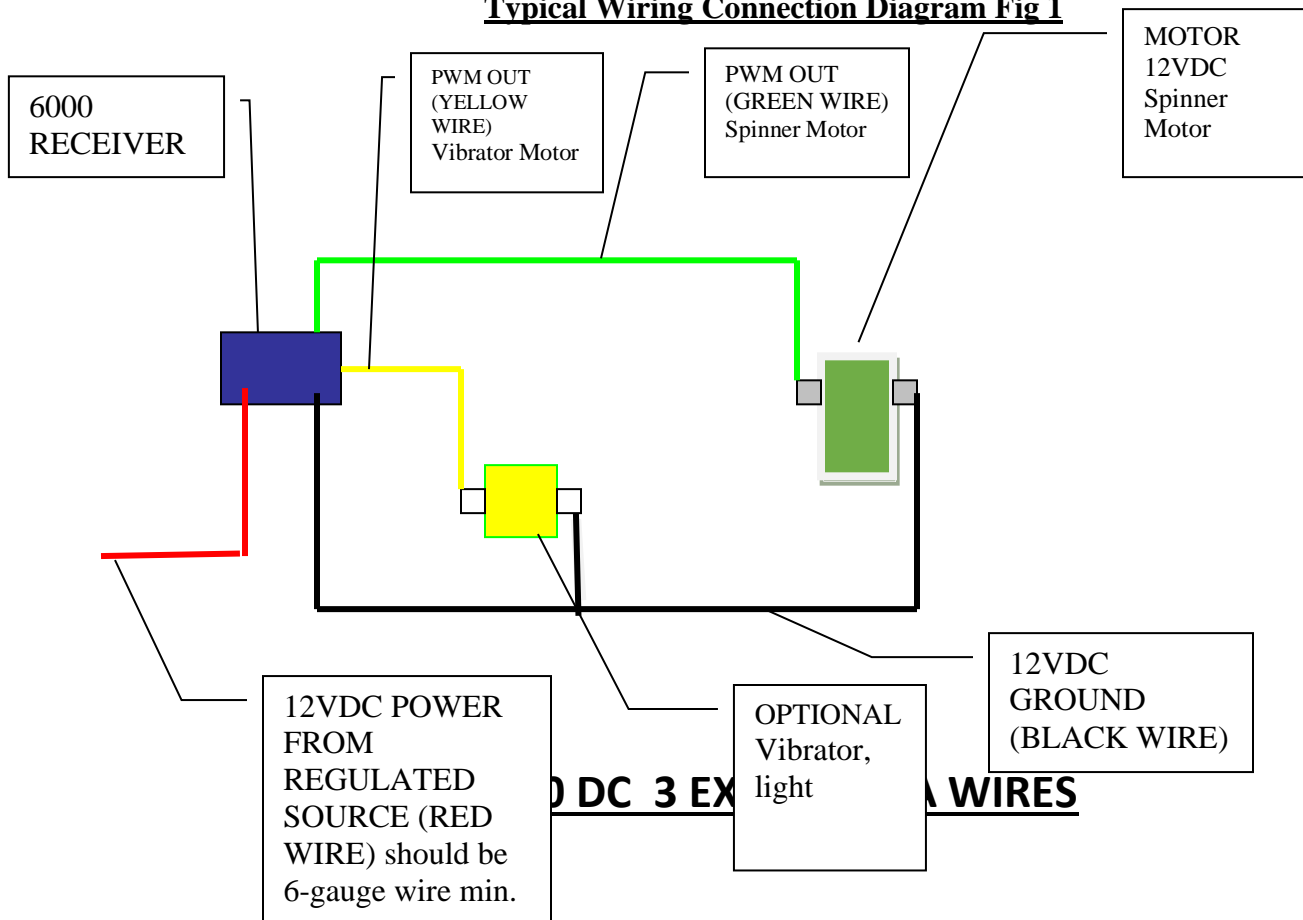 Typical Wiring Connection Diagram Fig 1
6000
RECEIVER
PWM OUT
(YELLOW
WIRE)
Vibrator Motor
PWM OUT
(GREEN WIRE)
Spinner Motor
MOTOR
12VDC
Spinner
Motor
12VDC POWER
FROM
REGULATED
SOURCE (RED
WIRE) should be
6-gauge wire min.
OPTIONAL
Vibrator,
light
12VDC
GROUND
(BLACK WIRE)
DC 3 WIRES